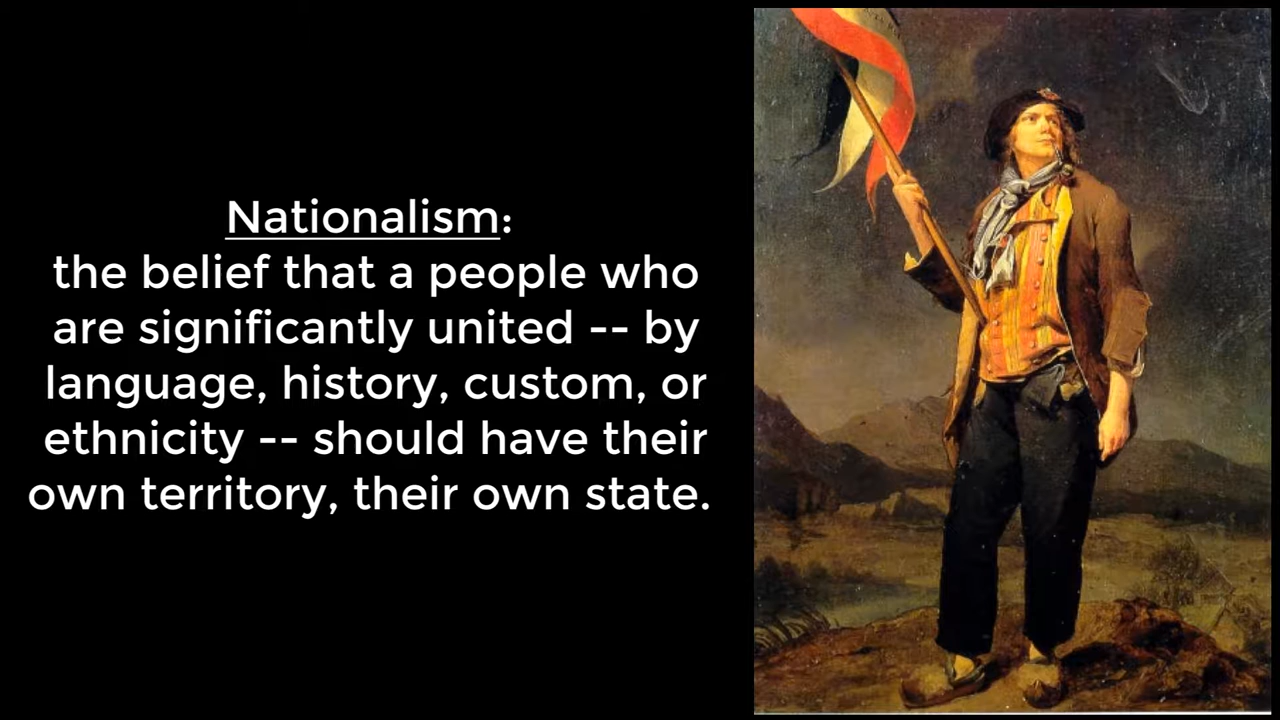 Nationalism:
the belief that a people who
are significantly united -- by
language, history, custom, or
ethnicity -- should have their
own territory, their own state.